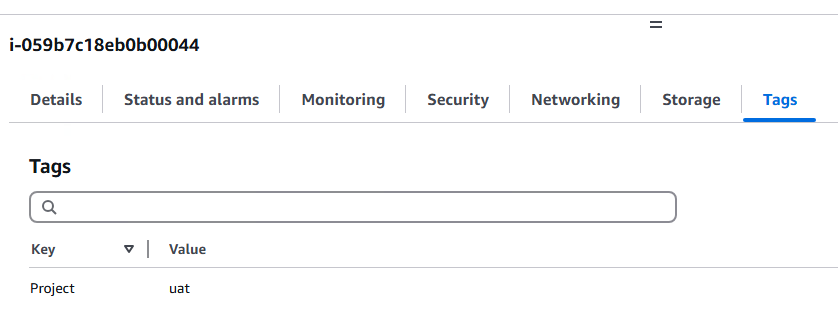 i-059b7c18eb0b00044
Details Status and alarms Monitoring Security Networking Storage Tags
Tags
Key Value
Project uat